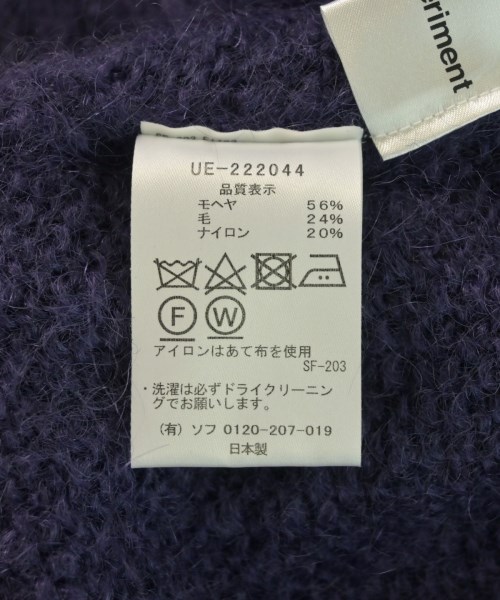 eriment
UE-222044
品質表示
モヘヤ 56%
毛 24%
ナイロン 20%
F W
アイロンはあて布を使用
SF-203
・洗濯は必ずドライクリーニン
グでお願いします。
(有) ソフ 0120-207-019
日本製